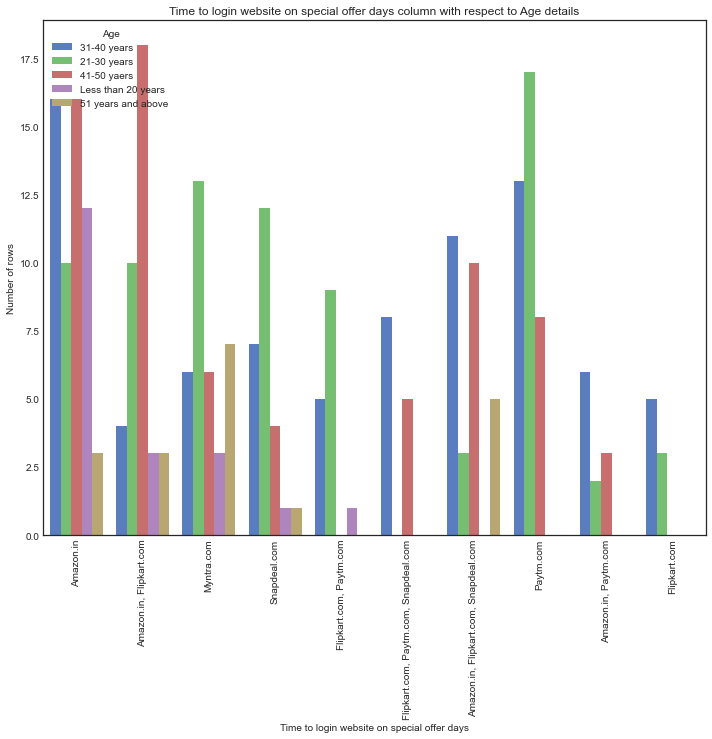 Time to login website on special offer days column with respect to Age details
Age
31-40 years
21-30 years
41-50 yaers
Less than 20 years
51 years and above
Number of rows
17.5
15.0
12.5
10.0
7.5
5.0
2.5
0.0
Amazon.in
Amazon.in, Flipkart.com
Myntra.com
Snapdeal.com
Flipkart.com, Paytm.com
Flipkart.com, Paytm.com, Snapdeal.com
Amazon.in, Flipkart.com, Snapdeal.com
Paytm.com
Amazon.in, Paytm.com
Flipkart.com
Time to login website on special offer days